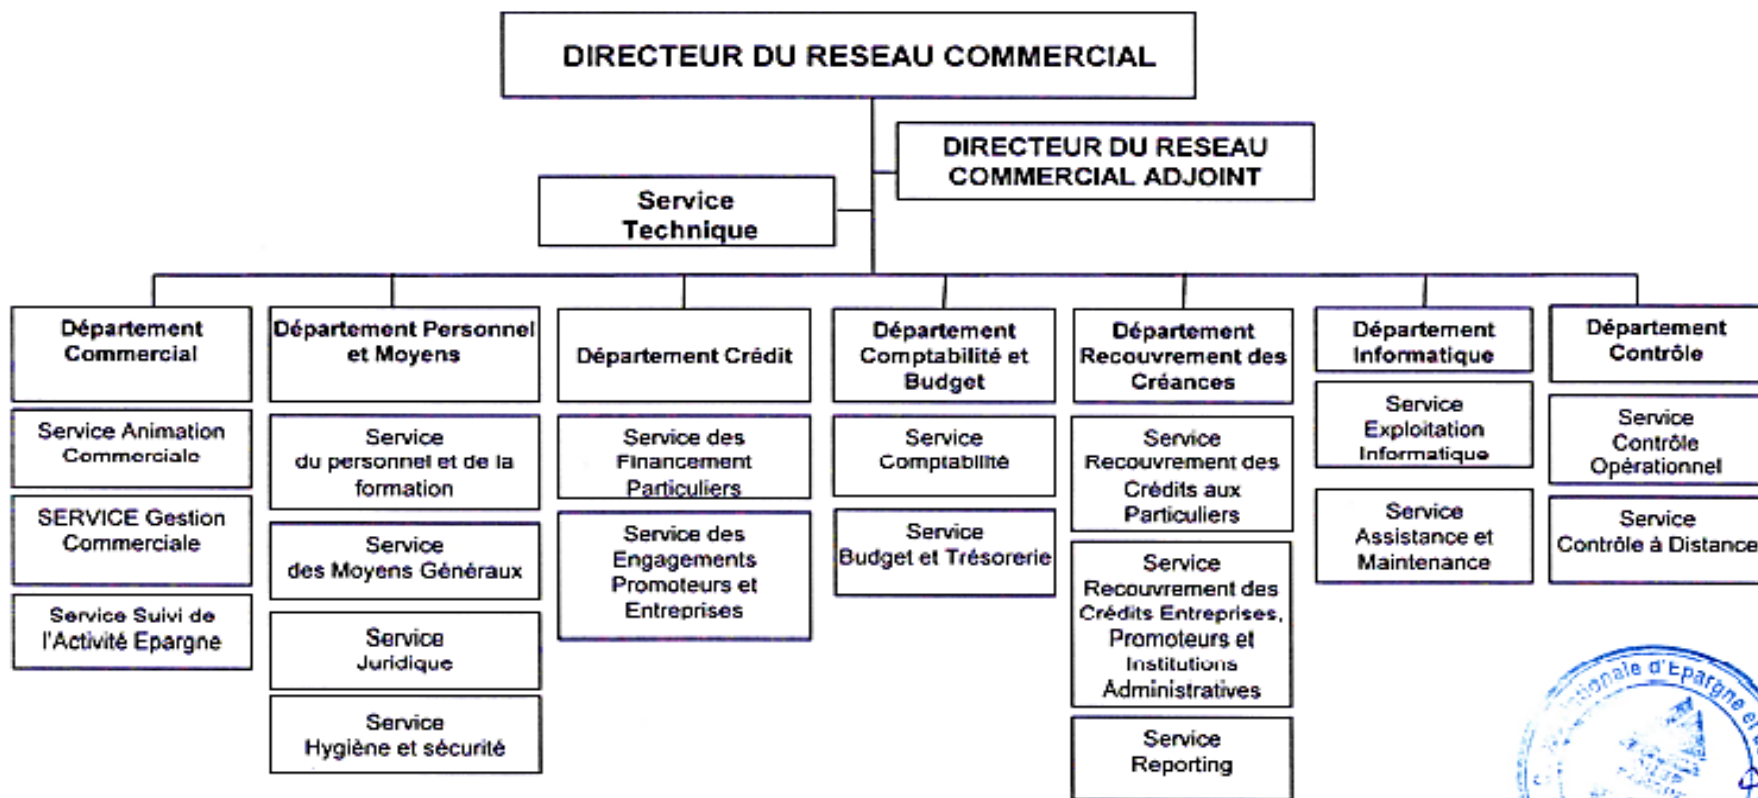 DIRECTEUR DU RESEAU COMMERCIAL
DIRECTEUR DU RESEAU
COMMERCIAL ADJOINT
Service
Technique
Département
Commercial
Service Animation
Commerciale
SERVICE Gestion
Commerciale
Service Suivi de
l'Activité Epargne
Département Personnel
et Moyens
Service
du personnel et de la
formation
Service
des Moyens Généraux
Service
Juridique
Service
Hygiène et sécurité
Département Crédit
Service des
Financement
Particuliers
Service des
Engagements
Promoteurs et
Entreprises
Département
Comptabilité et
Budget
Service
Comptabilité
Service
Budget et Trésorerie
Département
Recouvrement des
Créances
Service
Recouvrement des
Crédits aux
Particuliers
Service
Recouvrement des
Crédits Entreprises,
Promoteurs et
Institutions
Administratives
Service
Reporting
Département
Informatique
Service
Exploitation
Informatique
Service
Assistance et
Maintenance
Département
Contrôle
Service
Contrôle
Opérationnel
Service
Contrôle à Distance
d'Epargne et